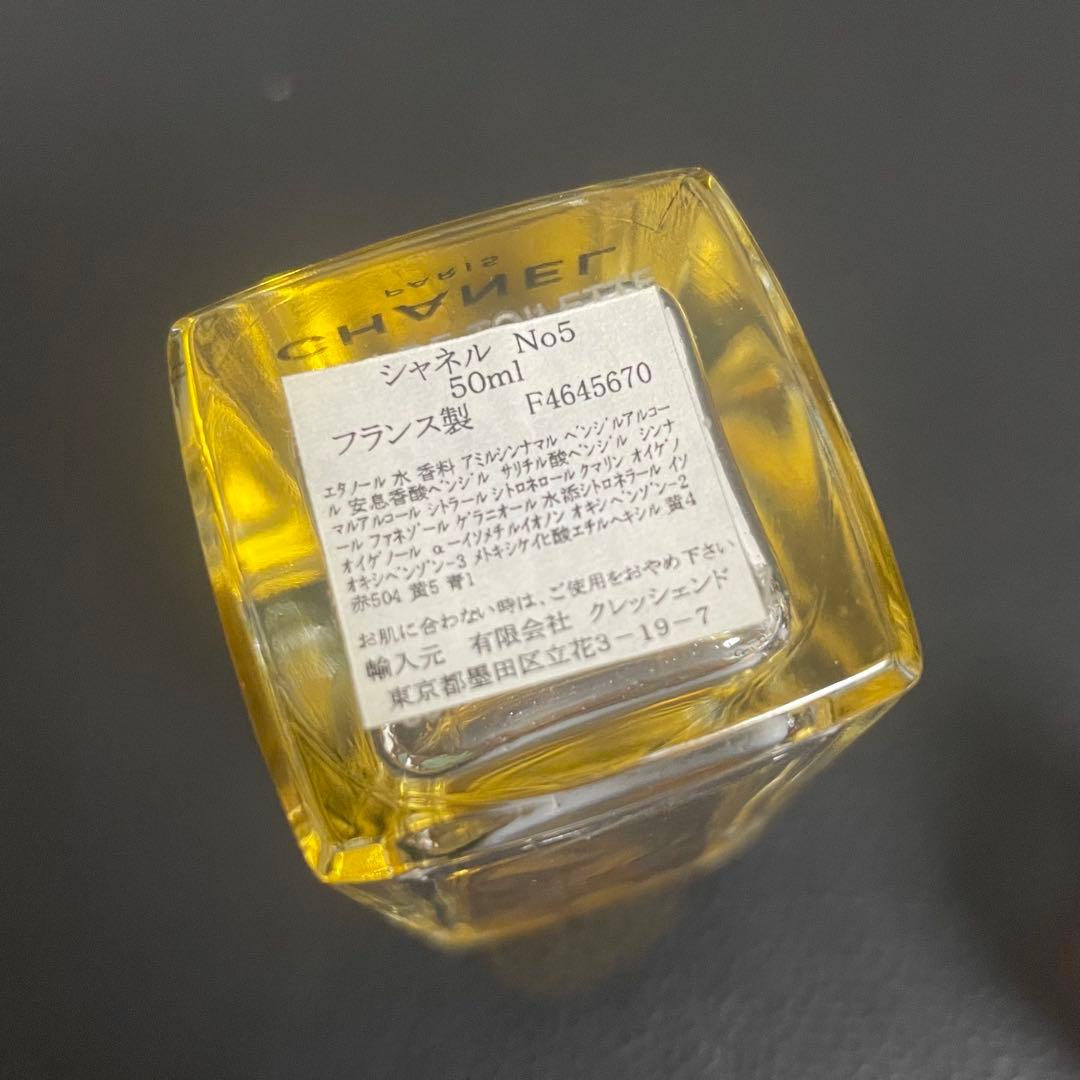 PARIS
CHANEL
TOILETTE
シャネル No5
50ml
フランス製 F4645670
エタノール 水 香料 アミルシンナマル ベンジルアルコー
ル 安息香酸ベンジル サリチル酸ベンジル シンナ
マルアルコール シトラール シトロネロール クマリン オイゲノ
ール ファネゾール ゲラニオール 水添シトロネラール イソ
オイゲノール α-イソメチルイオノン オキシベンゾン-2
オキシベンゾン-3 メトキシケイヒ酸エチルヘキシル 黄4
赤504 黄5 青1
お肌に合わない時は、ご使用をおやめ下さい
輸入元 有限会社 クレッシェンド
東京都墨田区立花3-19-7